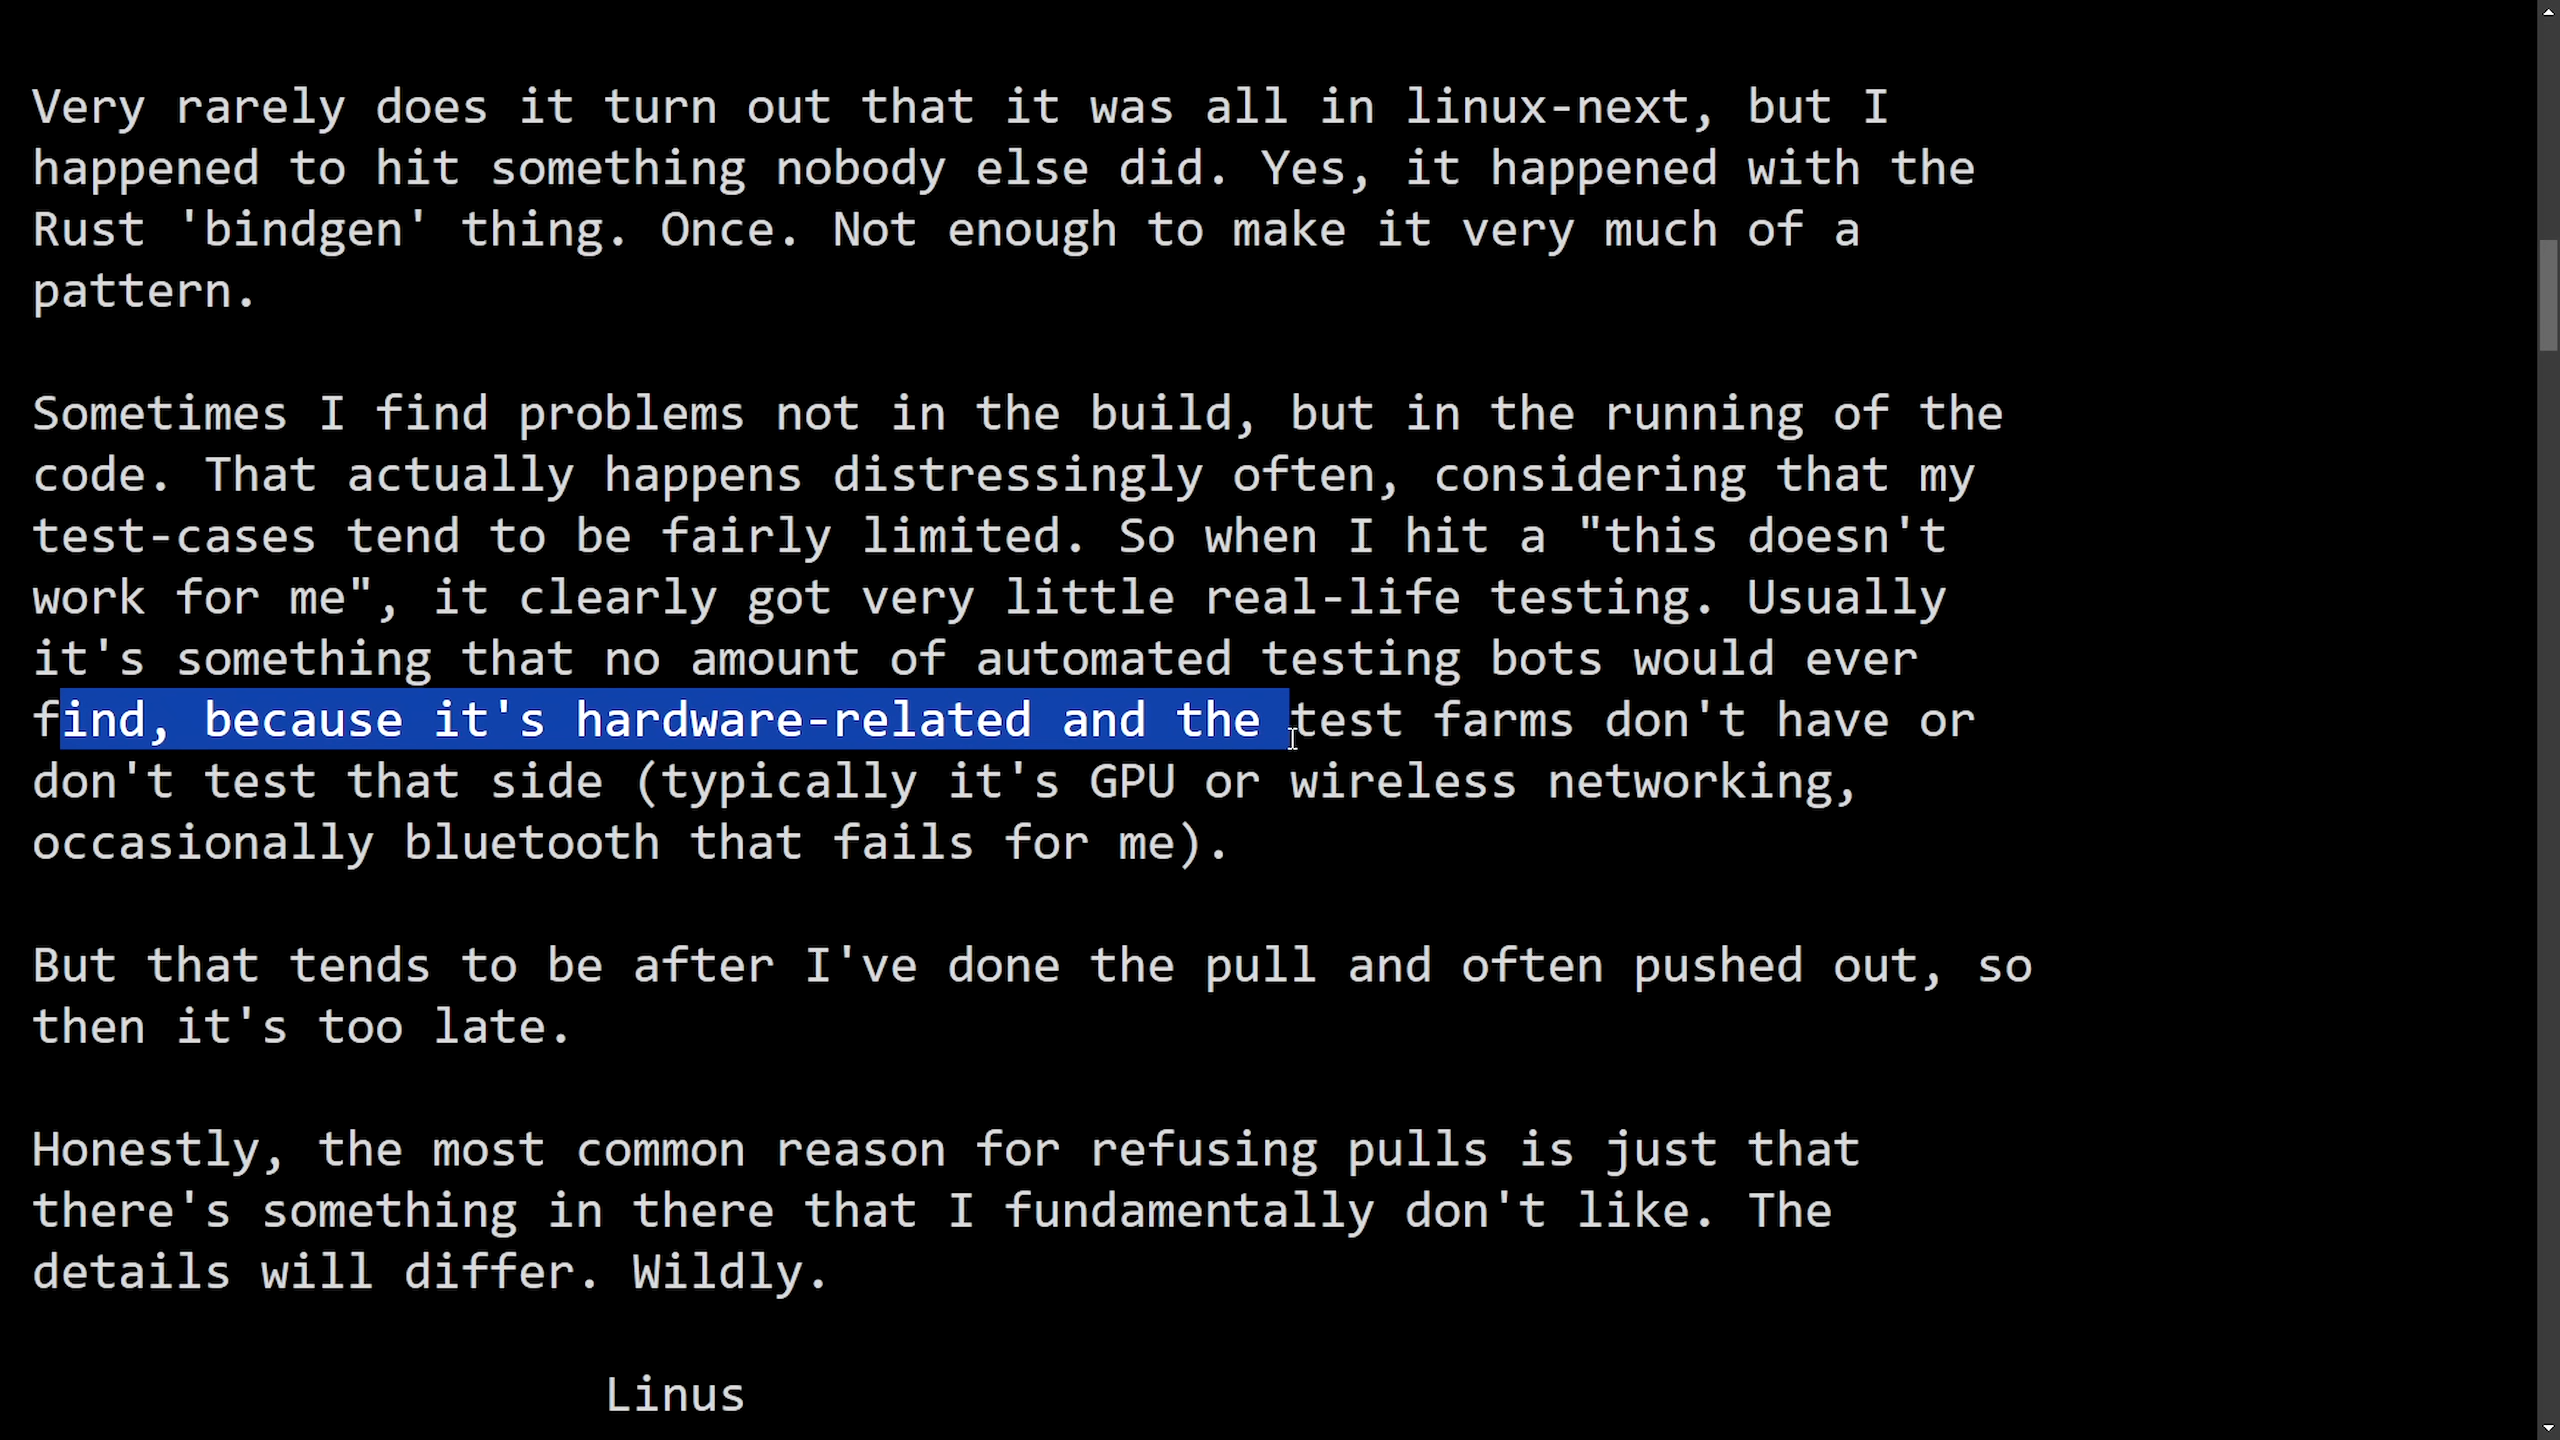 Very rarely does it turn out that it was all in linux-next, but I
happened to hit something nobody else did. Yes, it happened with the
Rust 'bindgen' thing. Once. Not enough to make it very much of a
pattern.
Sometimes I find problems not in the build, but in the running of the
code. That actually happens distressingly often, considering that my
test-cases tend to be fairly limited. So when I hit a "this doesn't
work for me", it clearly got very little real-life testing. Usually
it's something that no amount of automated testing bots would ever
find, because it's hardware-related and the test farms don't have or
don't test that side (typically it's GPU or wireless networking,
occasionally bluetooth that fails for me).
But that tends to be after I've done the pull and often pushed out, so
then it's too late.
Honestly, the most common reason for refusing pulls is just that
there's something in there that I fundamentally don't like. The
details will differ. Wildly.
Linus